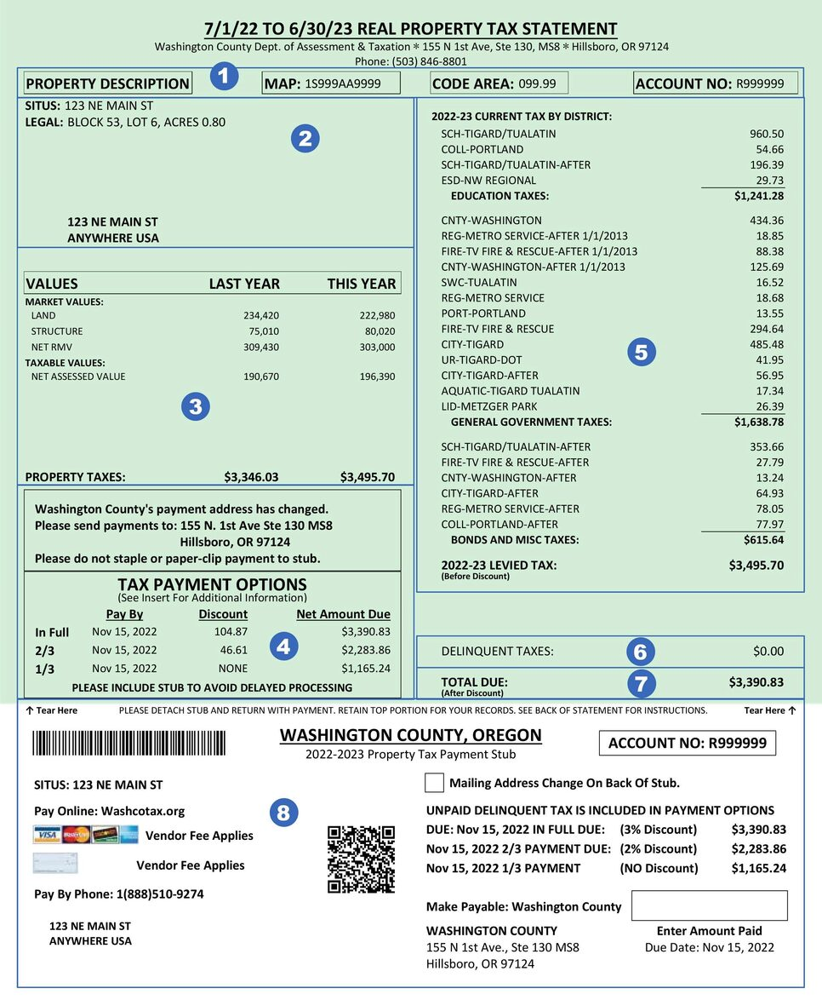 7/1/22 TO 6/30/23 REAL PROPERTY TAX STATEMENT
Washington County Dept. of Assessment & Taxation ∗ 155 N 1st Ave, Ste 130, MS8 ∗ Hillsboro, OR 97124
Phone: (503) 846-8801
PROPERTY DESCRIPTION 1 MAP: 1S999AA9999 CODE AREA: 099.99 ACCOUNT NO: R999999
SITUS: 123 NE MAIN ST
LEGAL: BLOCK 53, LOT 6, ACRES 0.80
2
123 NE MAIN ST
ANYWHERE USA
VALUES LAST YEAR THIS YEAR
MARKET VALUES:
LAND 234,420 222,980
STRUCTURE 75,010 80,020
NET RMV 309,430 303,000
TAXABLE VALUES:
NET ASSESSED VALUE 190,670 196,390
3
PROPERTY TAXES: $3,346.03 $3,495.70
Washington County's payment address has changed.
Please send payments to: 155 N. 1st Ave Ste 130 MS8
Hillsboro, OR 97124
Please do not staple or paper-clip payment to stub.
TAX PAYMENT OPTIONS
(See Insert For Additional Information)
Pay By Discount Net Amount Due
In Full Nov 15, 2022 104.87 $3,390.83
2/3 Nov 15, 2022 46.61 4 $2,283.86
1/3 Nov 15, 2022 NONE $1,165.24
PLEASE INCLUDE STUB TO AVOID DELAYED PROCESSING
2022-23 CURRENT TAX BY DISTRICT:
SCH-TIGARD/TUALATIN 960.50
COLL-PORTLAND 54.66
SCH-TIGARD/TUALATIN-AFTER 196.39
ESD-NW REGIONAL 29.73
EDUCATION TAXES: $1,241.28
CNTY-WASHINGTON 434.36
REG-METRO SERVICE-AFTER 1/1/2013 18.85
FIRE-TV FIRE & RESCUE-AFTER 1/1/2013 88.38
CNTY-WASHINGTON-AFTER 1/1/2013 125.69
SWC-TUALATIN 16.52
REG-METRO SERVICE 18.68
PORT-PORTLAND 13.55
FIRE-TV FIRE & RESCUE 294.64
CITY-TIGARD 5 485.48
UR-TIGARD-DOT 41.95
CITY-TIGARD-AFTER 56.95
AQUATIC-TIGARD TUALATIN 17.34
LID-METZGER PARK 26.39
GENERAL GOVERNMENT TAXES: $1,638.78
SCH-TIGARD/TUALATIN-AFTER 353.66
FIRE-TV FIRE & RESCUE-AFTER 27.79
CNTY-WASHINGTON-AFTER 13.24
CITY-TIGARD-AFTER 64.93
REG-METRO SERVICE-AFTER 78.05
COLL-PORTLAND-AFTER 77.97
BONDS AND MISC TAXES: $615.64
2022-23 LEVIED TAX: $3,495.70
(Before Discount)
DELINQUENT TAXES: 6 $0.00
TOTAL DUE: 7 $3,390.83
(After Discount)
↑ Tear Here PLEASE DETACH STUB AND RETURN WITH PAYMENT. RETAIN TOP PORTION FOR YOUR RECORDS. SEE BACK OF STATEMENT FOR INSTRUCTIONS. Tear Here ↑
WASHINGTON COUNTY, OREGON
2022-2023 Property Tax Payment Stub
ACCOUNT NO: R999999
SITUS: 123 NE MAIN ST
Pay Online: Washcotax.org
8
VISA MasterCard DISCOVER Vendor Fee Applies
Vendor Fee Applies
Pay By Phone: 1(888)510-9274
123 NE MAIN ST
ANYWHERE USA
Mailing Address Change On Back Of Stub.
UNPAID DELINQUENT TAX IS INCLUDED IN PAYMENT OPTIONS
DUE: Nov 15, 2022 IN FULL DUE: (3% Discount) $3,390.83
Nov 15, 2022 2/3 PAYMENT DUE: (2% Discount) $2,283.86
Nov 15, 2022 1/3 PAYMENT (NO Discount) $1,165.24
Make Payable: Washington County
WASHINGTON COUNTY Enter Amount Paid
155 N 1st Ave., Ste 130 MS8 Due Date: Nov 15, 2022
Hillsboro, OR 97124